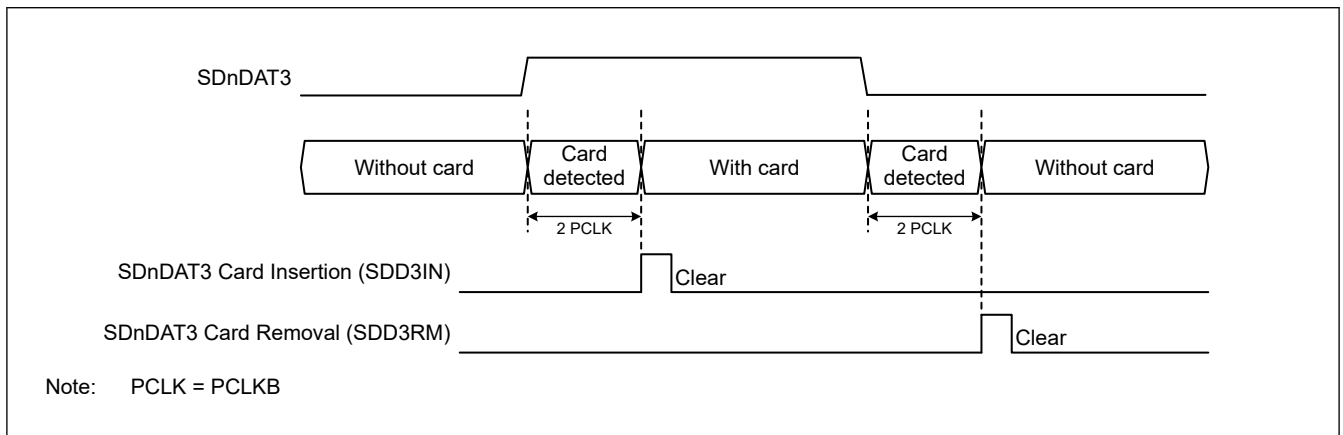 SDnDAT3
Without card
Card
detected
With card
Card
detected
Without card
2 PCLK
2 PCLK
SDnDAT3 Card Insertion (SDD3IN)
Clear
SDnDAT3 Card Removal (SDD3RM)
Clear
Note: PCLK = PCLKB